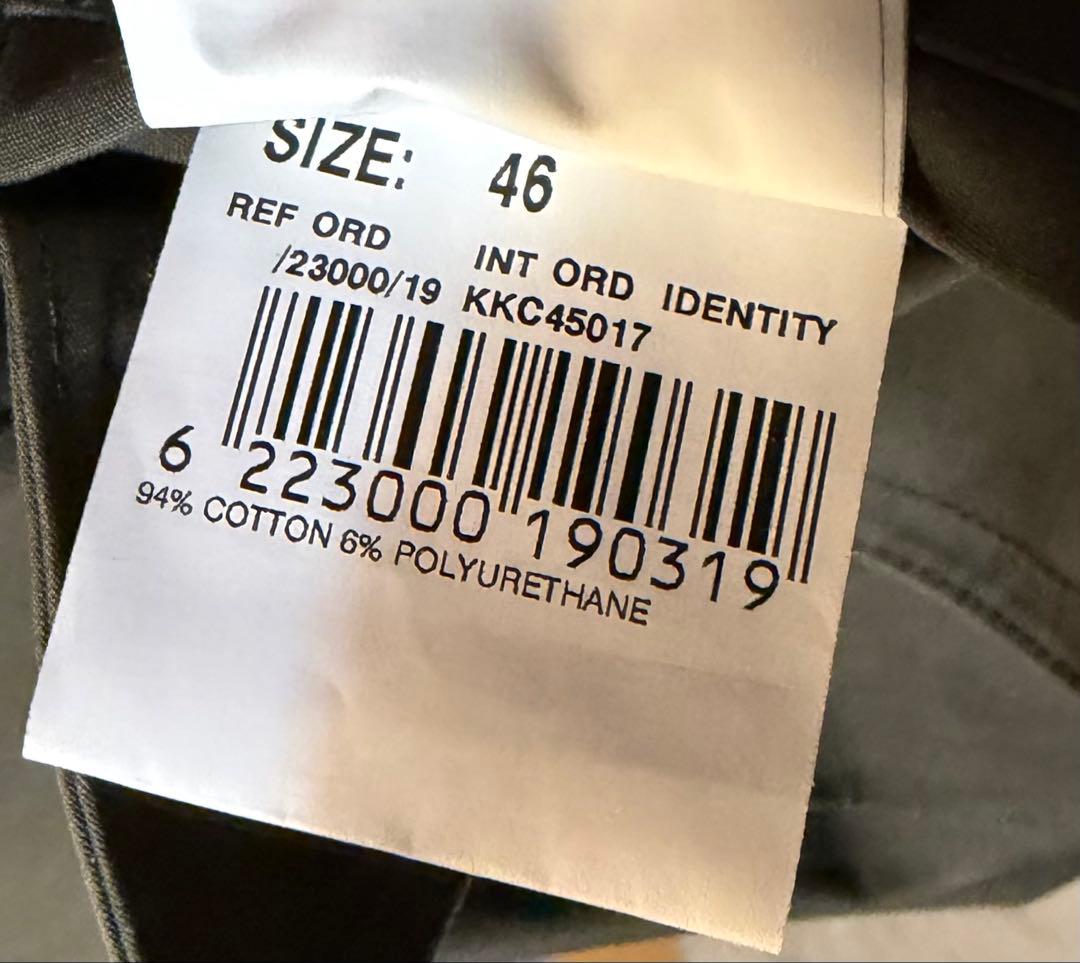 SIZE: 46
REF ORD INT ORD IDENTITY
/23000/19 KKC45017
6 223000 190319
94% COTTON 6% POLYURETHANE